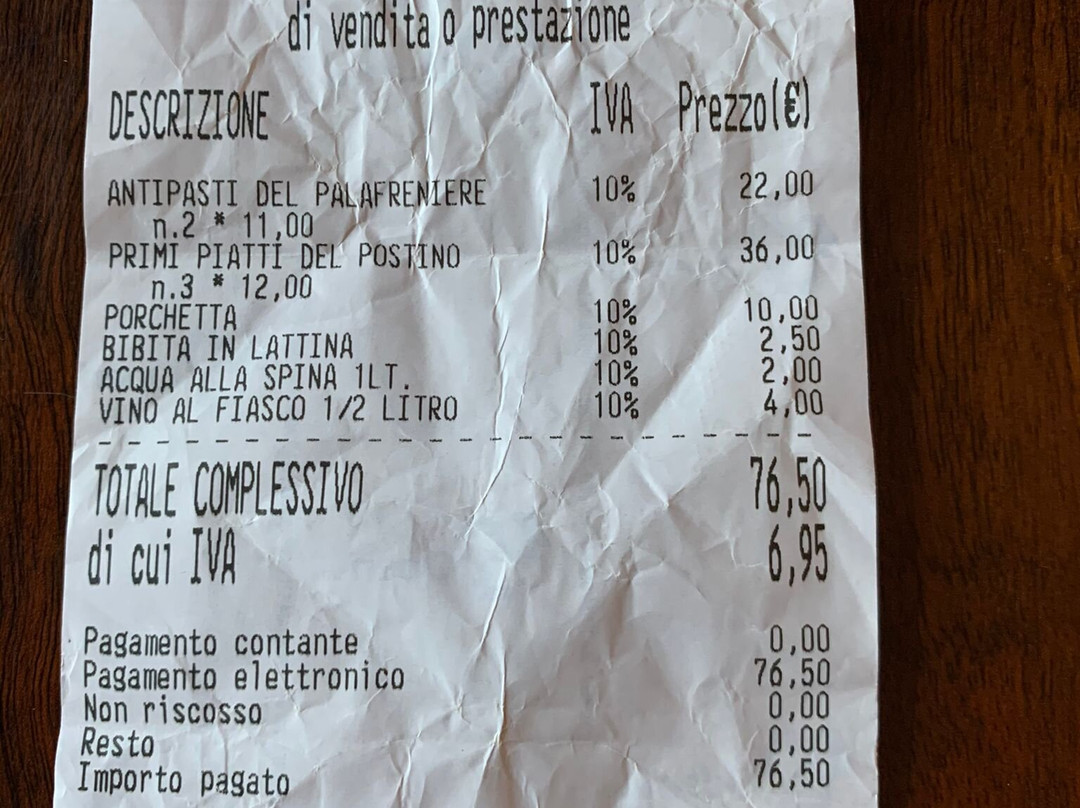 di vendita o prestazione
DESCRIZIONE IVA Prezzo(€)
ANTIPASTI DEL PALAFRENIERE 10% 22,00
n.2 * 11,00
PRIMI PIATTI DEL POSTINO 10% 36,00
n.3 * 12,00
PORCHETTA 10% 10,00
BIBITA IN LATTINA 10% 2,50
ACQUA ALLA SPINA 1LT. 10% 2,00
VINO AL FIASCO 1/2 LITRO 10% 4,00
TOTALE COMPLESSIVO 76,50
di cui IVA 6,95
Pagamento contante 0,00
Pagamento elettronico 76,50
Non riscosso 0,00
Resto 0,00
Importo pagato 76,50